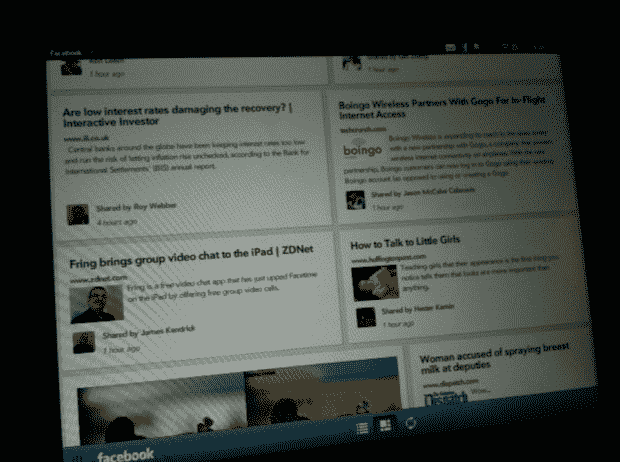 facebook
1 hour ago
1 hour ago
Are low interest rates damaging the recovery? |
Interactive Investor
www.iii.co.uk
Central banks around the globe have been keeping interest rates too low
and run the risk of letting inflation rise unchecked, according to the Bank for
International Settlements' (BIS) annual report.
Shared by Roy Webber
4 hours ago
Boingo Wireless Partners With Gogo For In-Flight
Internet Access
techcrunch.com
boingo
Boingo Wireless is expanding its reach in the
with a new partnership with Gogo, a company that
wireless internet connectivity on airplanes. With the new
partnership, Boingo customers can now log in to Gogo using their existing
Boingo account (as opposed to using or creating a Gogo
Shared by Jason McCabe Calacanis
1 hour ago
Fring brings group video chat to the iPad | ZDNet
www.zdnet.com
Fring is a free video chat app that has just upped Facetime
on the iPad by offering free group video calls.
Shared by James Kendrick
1 hour ago
How to Talk to Little Girls
www.huffingtonpost.com
Teaching girls that their appearance is the first thing you
notice tells them that looks are more important than
anything.
Shared by
1 hour ago
Woman accused of spraying breast
milk at deputies
www.dispatch.com
Dispatch
facebook